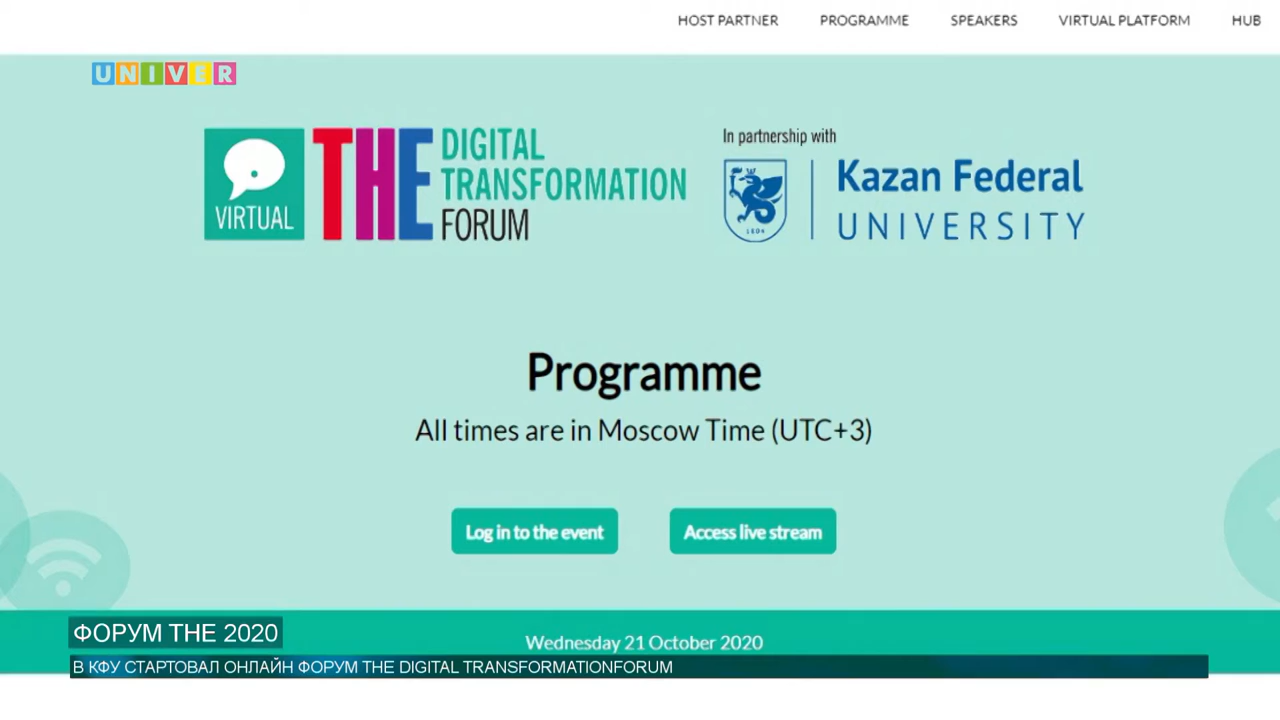 HOST PARTNER PROGRAMME SPEAKERS VIRTUAL PLATFORM HUB
UNIVER
VIRTUAL
THE DIGITAL TRANSFORMATION FORUM
In partnership with
1804
Kazan Federal
UNIVERSITY
Programme
All times are in Moscow Time (UTC+3)
Log in to the event
Access live stream
Wednesday 21 October 2020
ФОРУМ THE 2020
В КФУ СТАРТОВАЛ ОНЛАЙН ФОРУМ THE DIGITAL TRANSFORMATIONFORUM